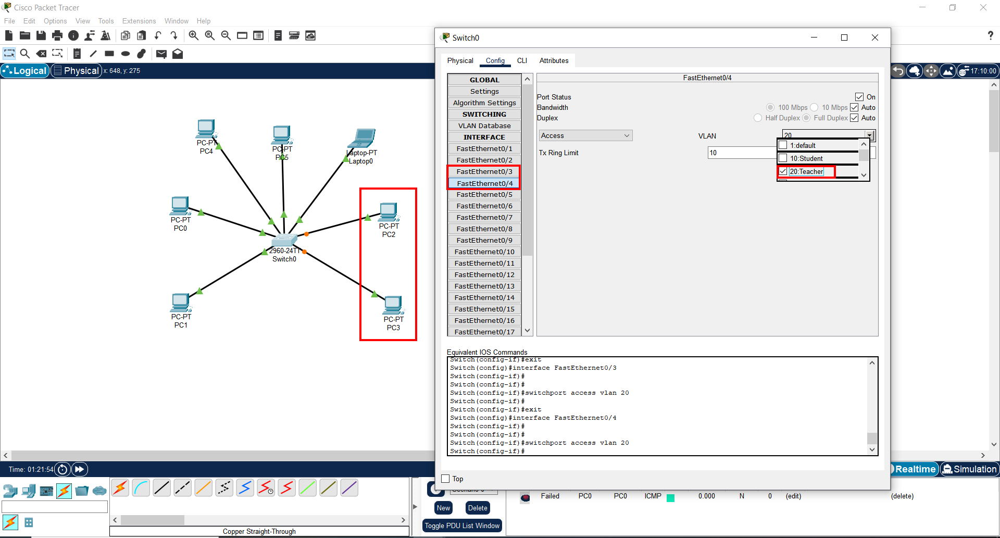 Cisco Packet Tracer
File Edit Options View Tools Extensions Window Help
Logical Physical x: 648, y: 275
17:10:00
PC-PT
PC4
PC-PT
PC5
Laptop-PT
Laptop0
PC-PT
PC0
PC-PT
PC2
2960-24TT
Switch0
PC-PT
PC1
PC-PT
PC3
Switch0
Physical Config CLI Attributes
GLOBAL
Settings
Algorithm Settings
SWITCHING
VLAN Database
INTERFACE
FastEthernet0/1
FastEthernet0/2
FastEthernet0/3
FastEthernet0/4
FastEthernet0/5
FastEthernet0/6
FastEthernet0/7
FastEthernet0/8
FastEthernet0/9
FastEthernet0/10
FastEthernet0/11
FastEthernet0/12
FastEthernet0/13
FastEthernet0/14
FastEthernet0/15
FastEthernet0/16
FastEthernet0/17
FastEthernet0/4
Port Status On
Bandwidth 100 Mbps 10 Mbps Auto
Duplex Half Duplex Full Duplex Auto
Access VLAN 20
1:default
10:Student
20:Teacher
Tx Ring Limit 10
Equivalent IOS Commands
Switch(config-if)#exit
Switch(config)#interface FastEthernet0/3
Switch(config-if)#
Switch(config-if)#
Switch(config-if)#switchport access vlan 20
Switch(config-if)#
Switch(config-if)#exit
Switch(config)#interface FastEthernet0/4
Switch(config-if)#
Switch(config-if)#
Switch(config-if)#switchport access vlan 20
Switch(config-if)#
Top
Time: 01:21:54
Realtime Simulation
Failed PC0 PC0 ICMP 0.000 N 0 (edit) (delete)
New Delete
Toggle PDU List Window
Copper Straight-Through